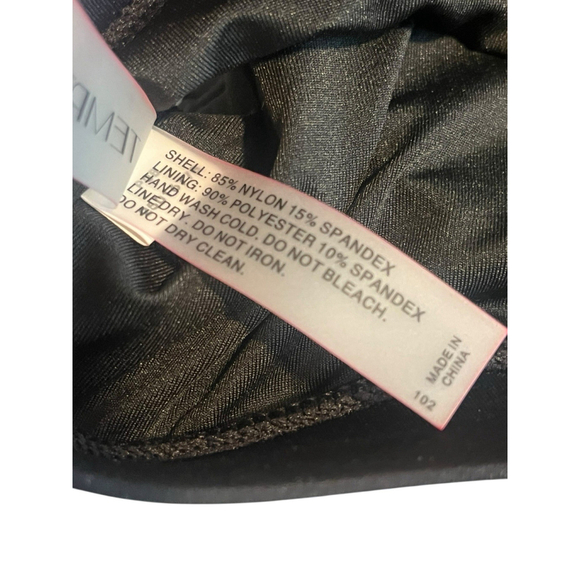 SHELL: 85% NYLON 15% SPANDEX
LINING: 90% POLYESTER 10% SPANDEX
HAND WASH COLD. DO NOT BLEACH.
LINE DRY. DO NOT IRON.
DO NOT DRY CLEAN.
MADE IN
CHINA
102